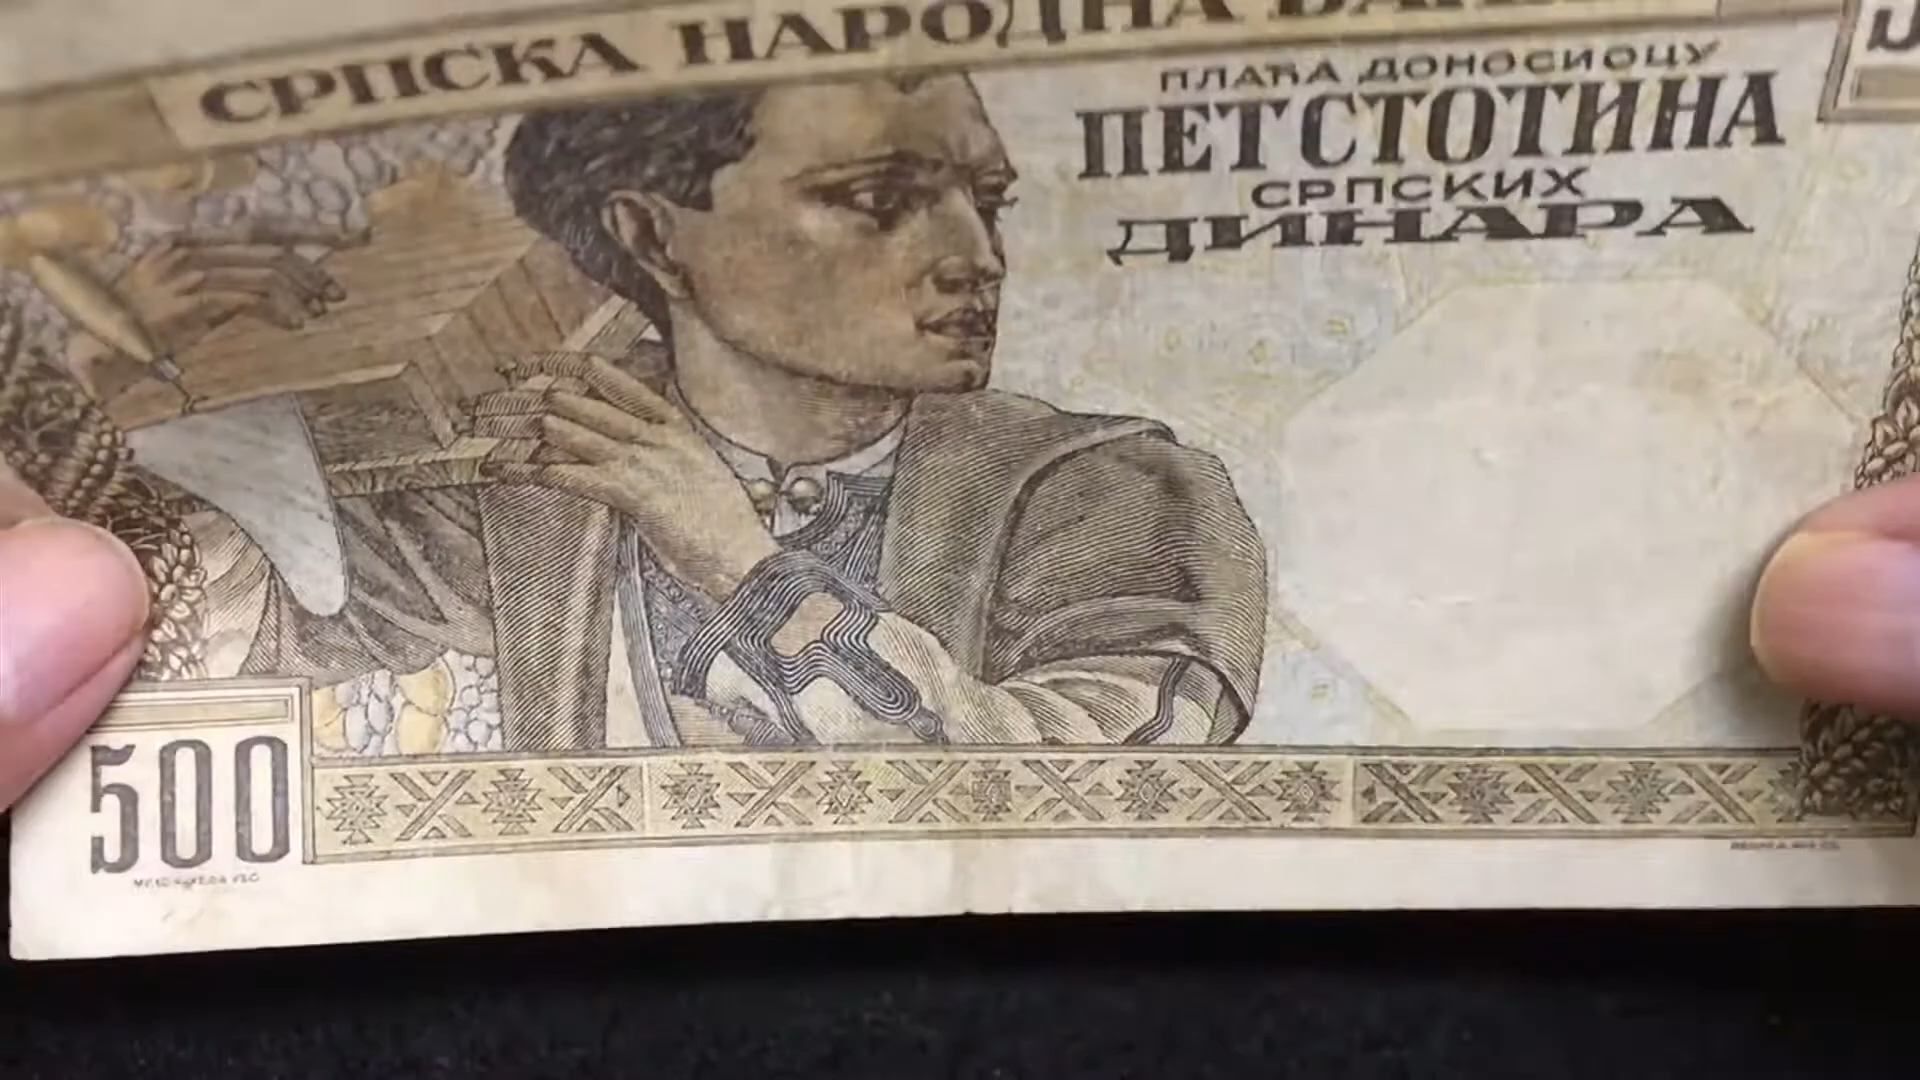 СРПСКА НАРОДНА
ПЛАЋА ДОНОСИОЦУ
ПЕТСТОТИНА
СРПСКИХ
ДИНАРА
500